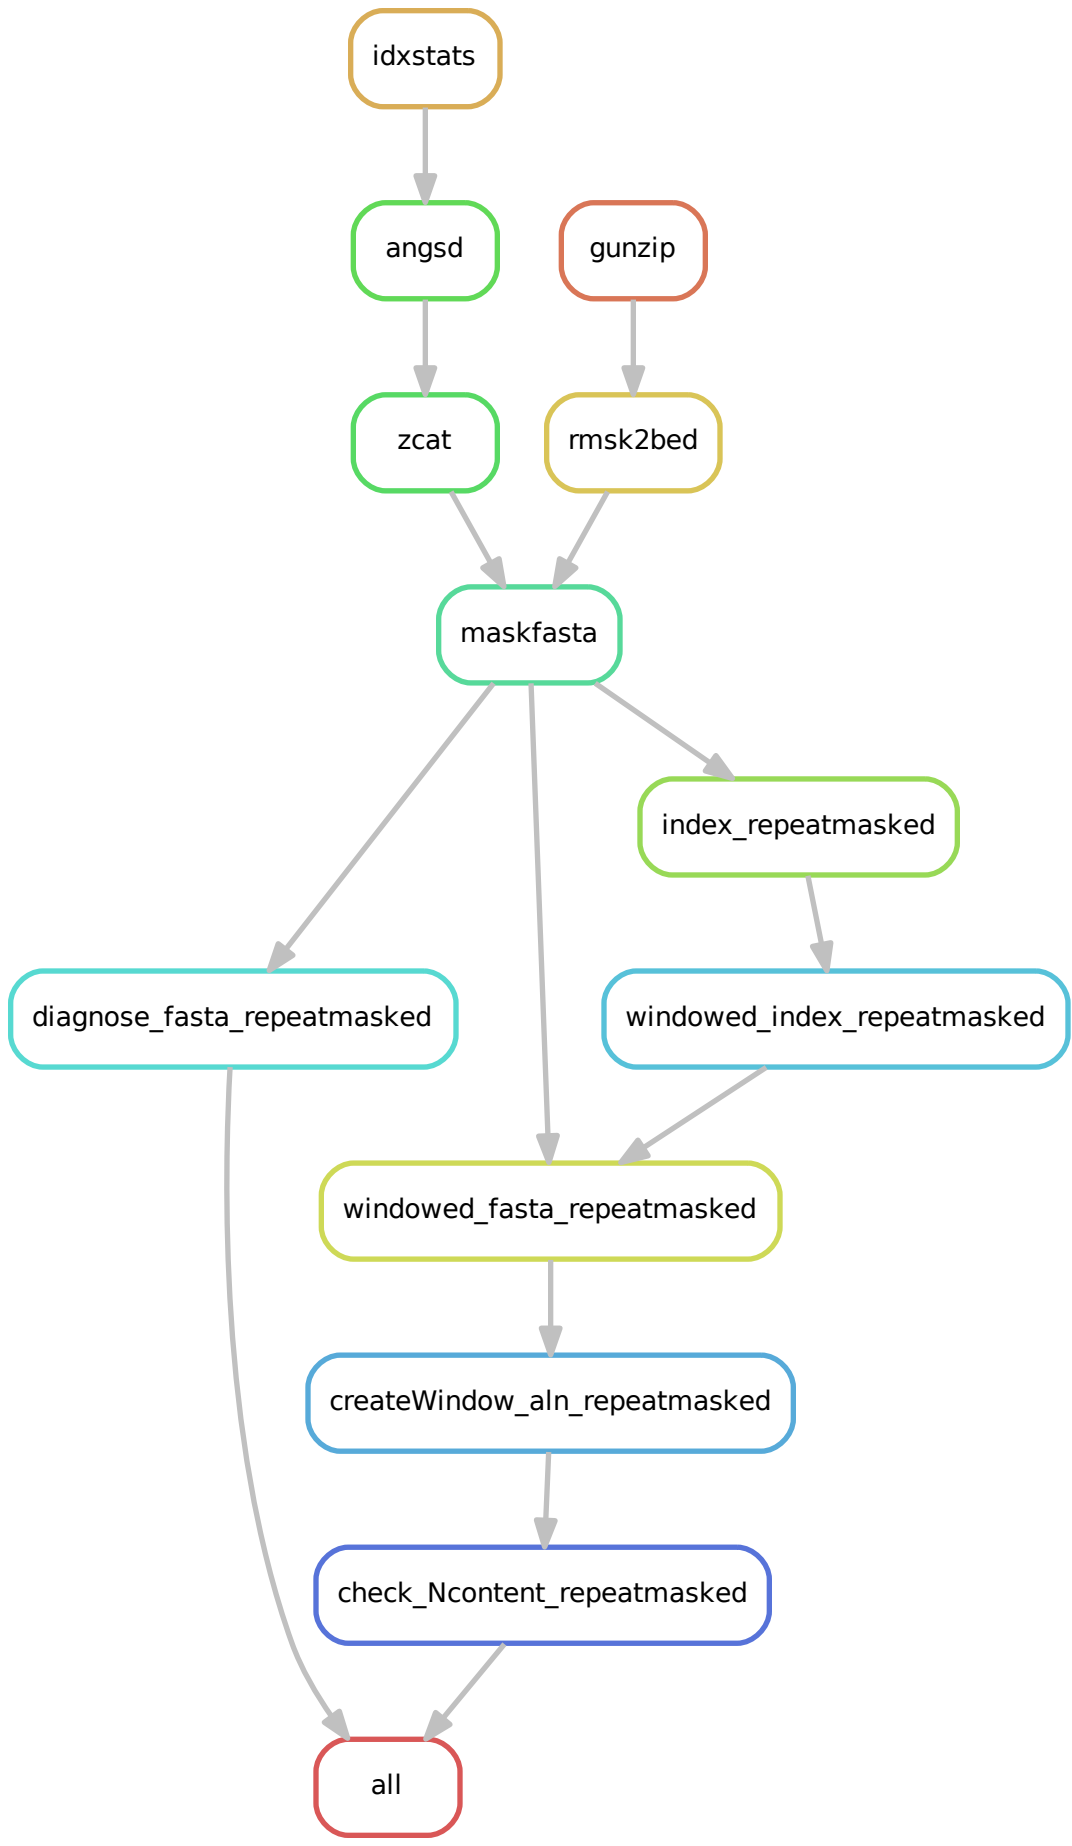 idxstats
angsd
gunzip
zcat
rmsk2bed
maskfasta
index_repeatmasked
diagnose_fasta_repeatmasked
windowed_index_repeatmasked
windowed_fasta_repeatmasked
createWindow_aln_repeatmasked
check_Ncontent_repeatmasked
all